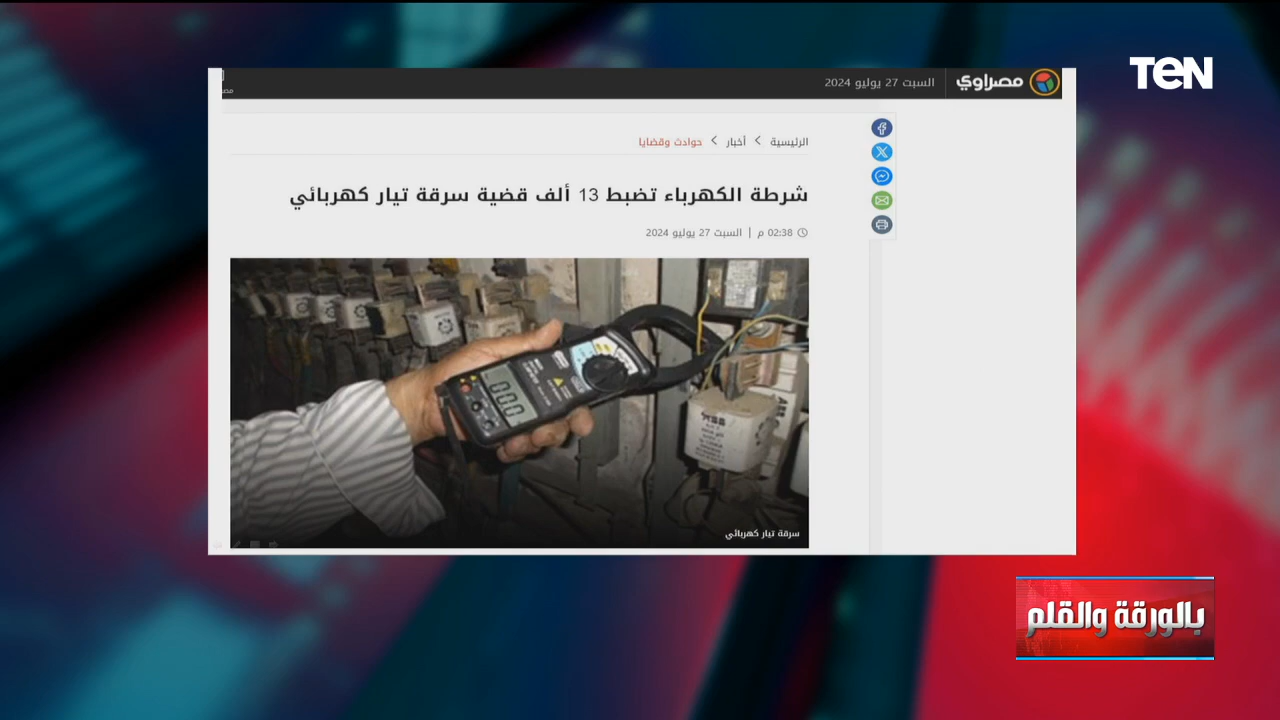 TEN
مصراوي
السبت 27 يوليو 2024
الرئيسية > أخبار > حوادث وقضايا
شرطة الكهرباء تضبط 13 ألف قضية سرقة تيار كهربائي
02:38 م | السبت 27 يوليو 2024
000
سرقة تيار كهربائي
بالورقة والقلم